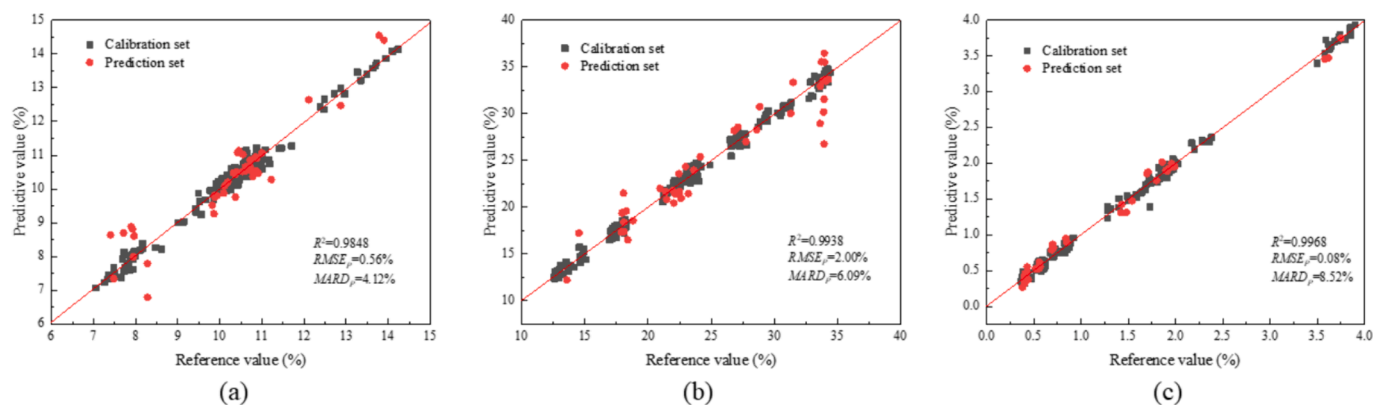 15
14
13
12
11
10
9
8
7
6
6
7
8
9
10
11
12
13
14
15
Predictive value (%)
Reference value (%)
Calibration set
Prediction set
R²=0.9848
RMSEₚ=0.56%
MARDₚ=4.12%
(a)
40
35
30
25
20
15
10
10
15
20
25
30
35
40
Predictive value (%)
Reference value (%)
Calibration set
Prediction set
R²=0.9938
RMSEₚ=2.00%
MARDₚ=6.09%
(b)
4.0
3.5
3.0
2.5
2.0
1.5
1.0
0.5
0.0
0.0
0.5
1.0
1.5
2.0
2.5
3.0
3.5
4.0
Predictive value (%)
Reference value (%)
Calibration set
Prediction set
R²=0.9968
RMSEₚ=0.08%
MARDₚ=8.52%
(c)